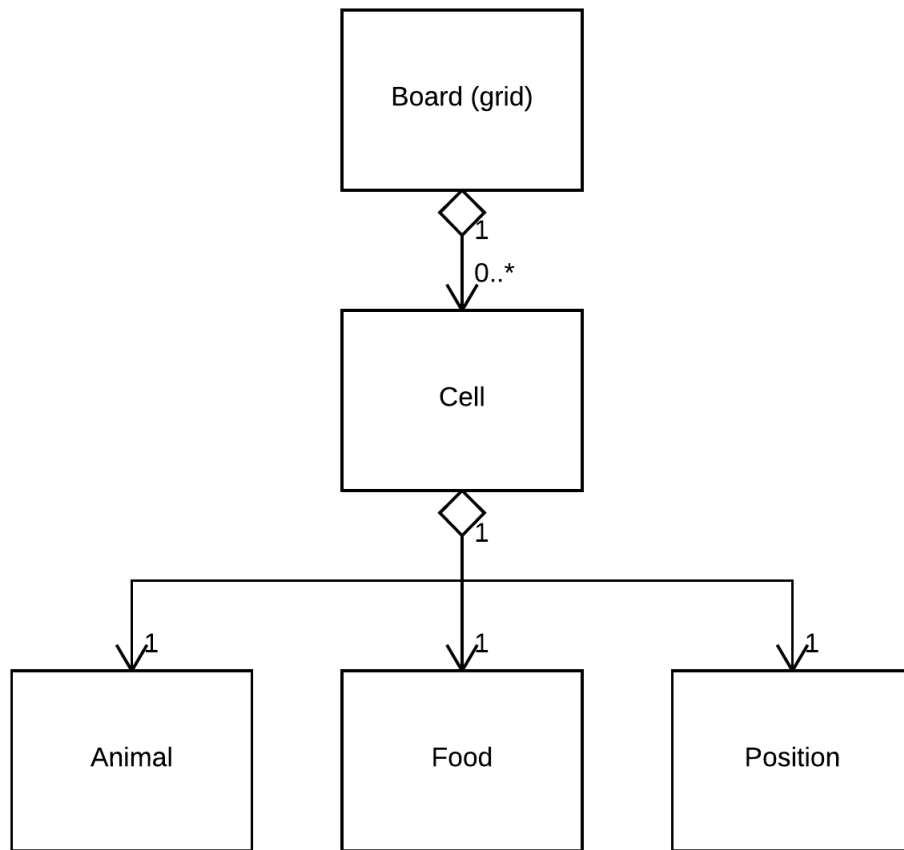 Board (grid)
1
0..*
Cell
1
1
1
1
Animal
Food
Position